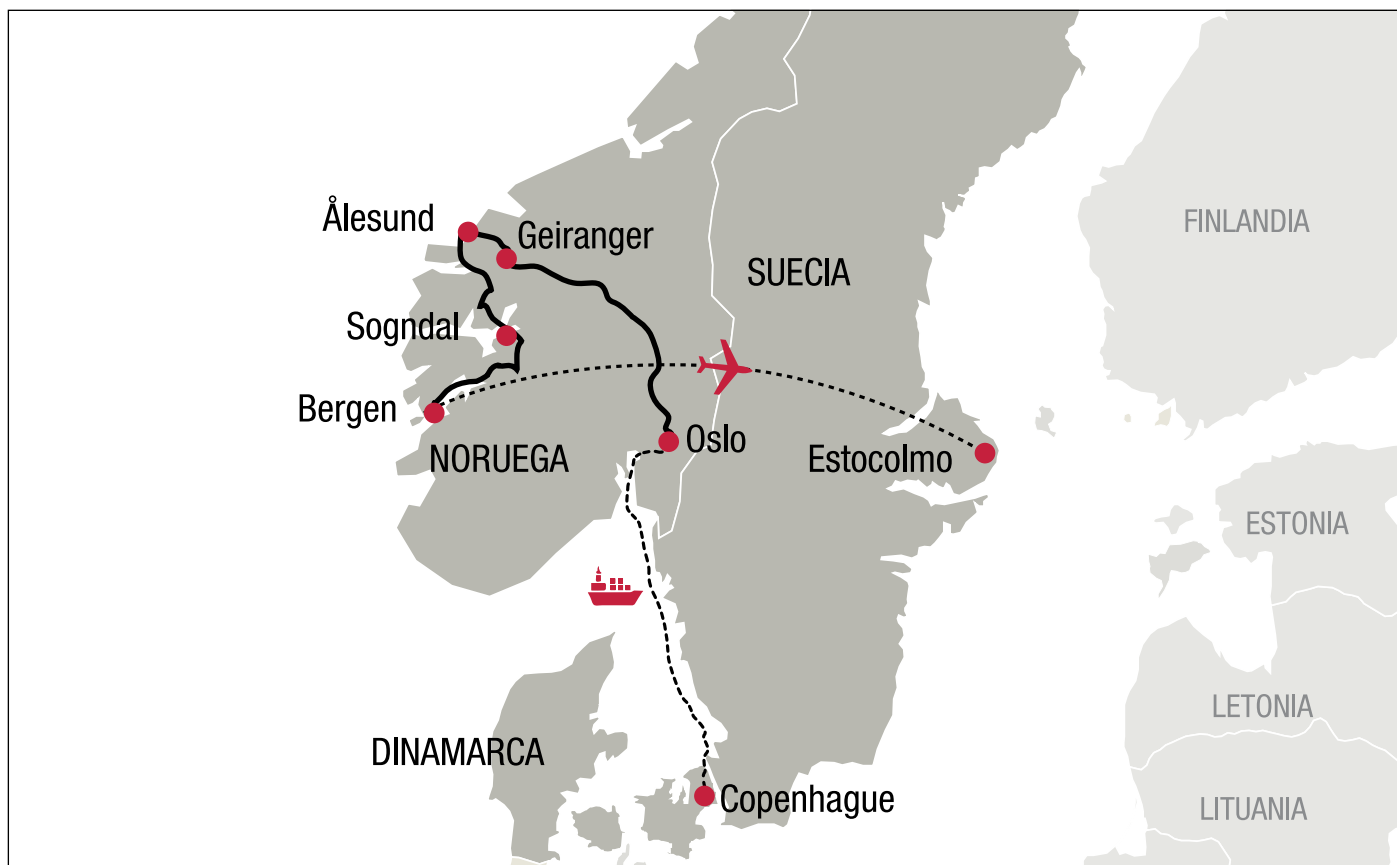 FINLANDIA
Ålesund
Geiranger
SUECIA
Sogndal
Bergen
Oslo
NORUEGA
Estocolmo
ESTONIA
LETONIA
DINAMARCA
Copenhague
LITUANIA